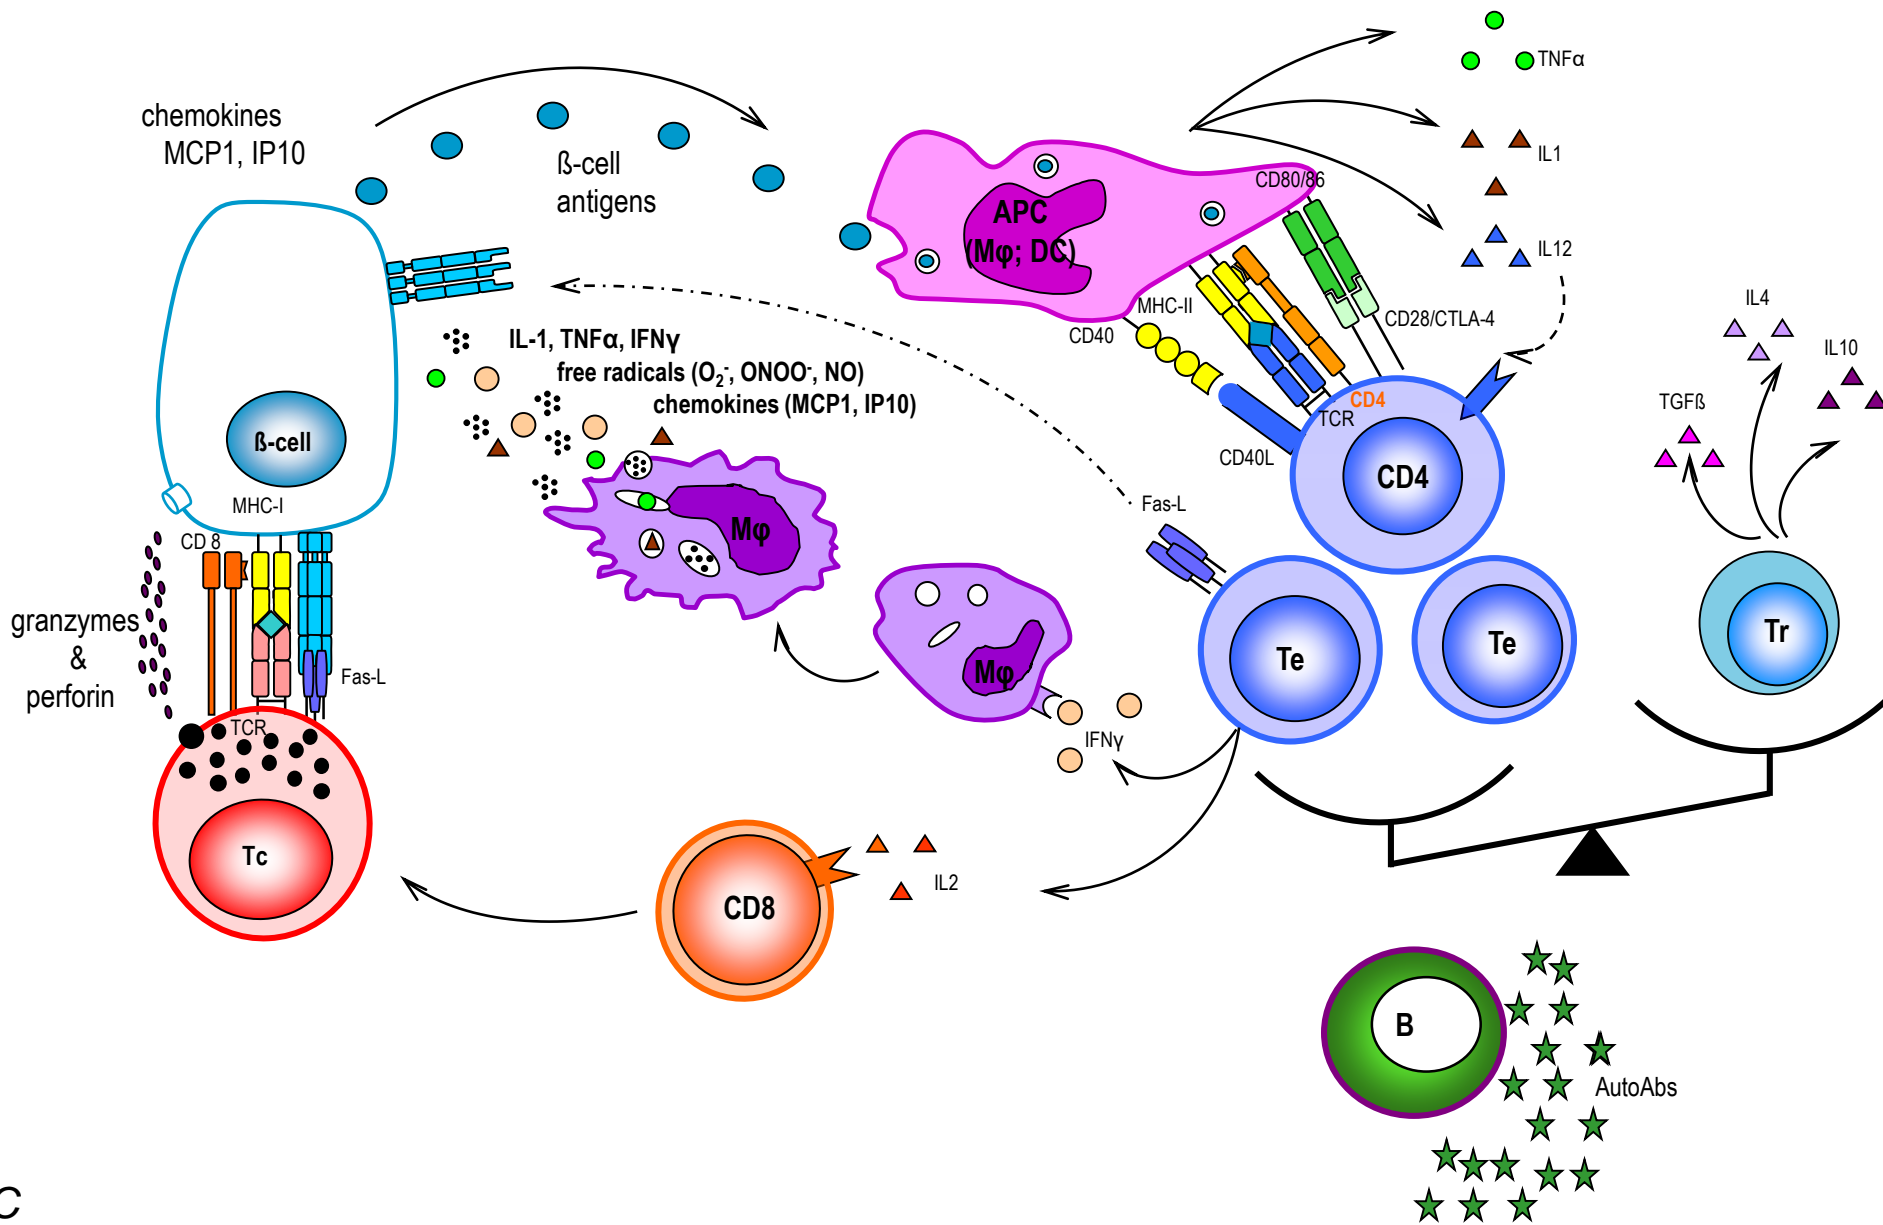 chemokines
MCP1, IP10
ß-cell
antigens
TNFα
IL1
IL12
APC
(Mφ; DC)
CD80/86
MHC-II
CD40
CD28/CTLA-4
CD4
TCR
CD40L
CD4
IL4
IL10
TGFß
IL-1, TNFα, IFNγ
free radicals (O₂⁻, ONOO⁻, NO)
chemokines (MCP1, IP10)
ß-cell
MHC-I
CD 8
granzymes
&
perforin
Fas-L
TCR
Tc
Mφ
Mφ
IFNγ
Fas-L
Te
Te
Tr
CD8
IL2
B
AutoAbs
C